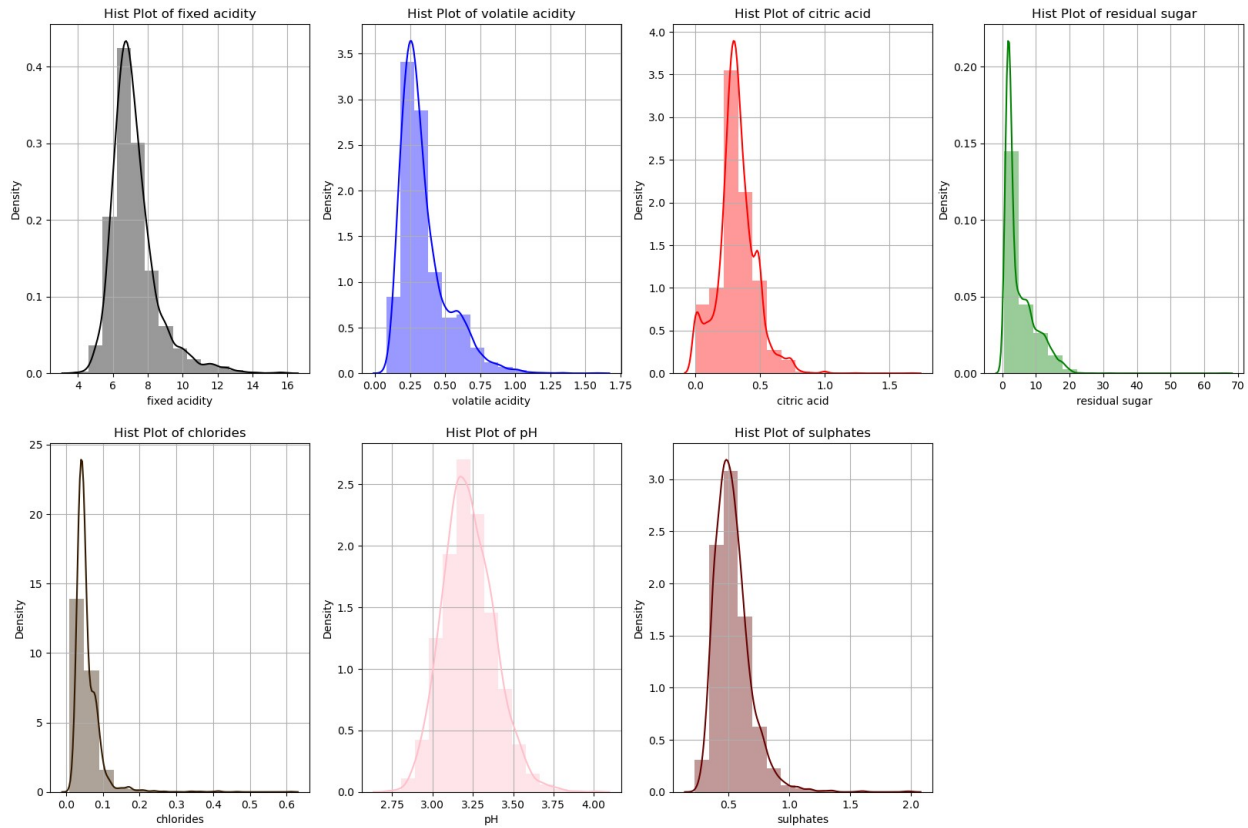 Hist Plot of fixed acidity
Density
0.4
0.3
0.2
0.1
0.0
4 6 8 10 12 14 16
fixed acidity
Hist Plot of volatile acidity
Density
3.5
3.0
2.5
2.0
1.5
1.0
0.5
0.0
0.00 0.25 0.50 0.75 1.00 1.25 1.50 1.75
volatile acidity
Hist Plot of citric acid
Density
4.0
3.5
3.0
2.5
2.0
1.5
1.0
0.5
0.0
0.0 0.5 1.0 1.5
citric acid
Hist Plot of residual sugar
Density
0.20
0.15
0.10
0.05
0.00
0 10 20 30 40 50 60 70
residual sugar
Hist Plot of chlorides
Density
25
20
15
10
5
0
0.0 0.1 0.2 0.3 0.4 0.5 0.6
chlorides
Hist Plot of pH
Density
2.5
2.0
1.5
1.0
0.5
0.0
2.75 3.00 3.25 3.50 3.75 4.00
pH
Hist Plot of sulphates
Density
3.0
2.5
2.0
1.5
1.0
0.5
0.0
0.5 1.0 1.5 2.0
sulphates